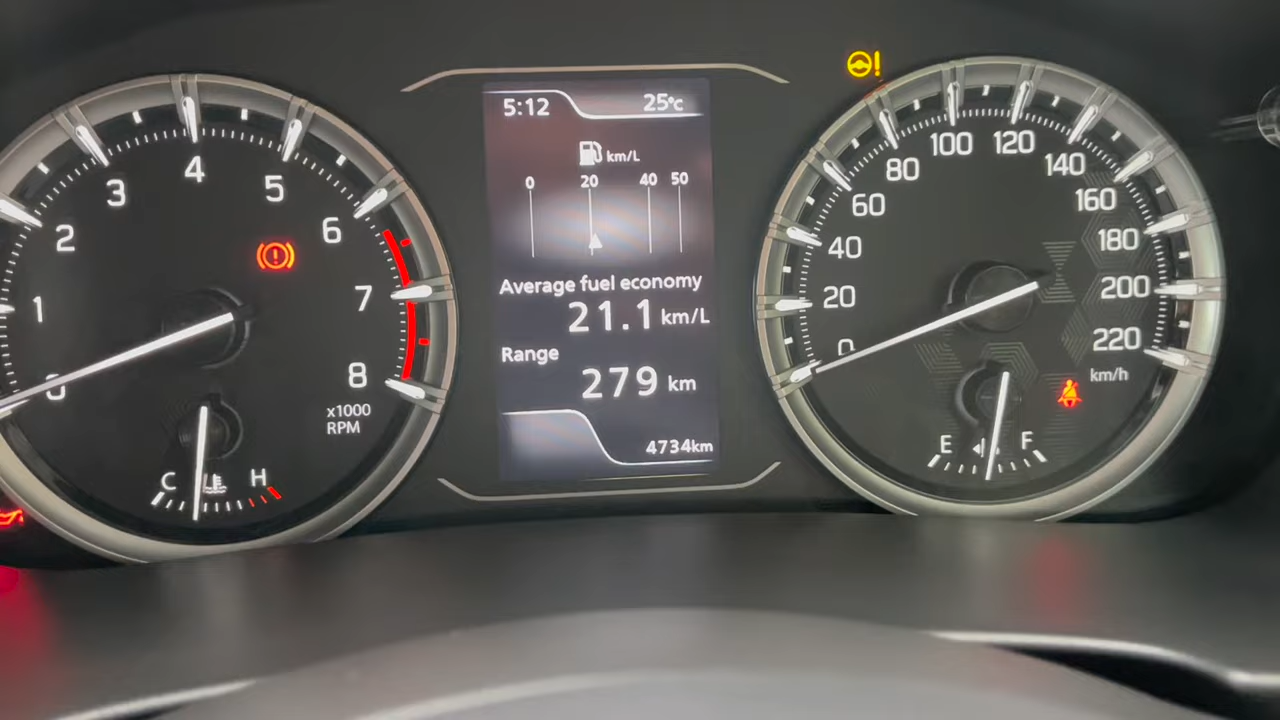 5:12 25°C
km/L
0 20 40 50
Average fuel economy
21.1 km/L
Range
279 km
4734km
0
1
2
3
4
5
6
7
8
x1000
RPM
C H
0
20
40
60
80
100
120
140
160
180
200
220
km/h
E F